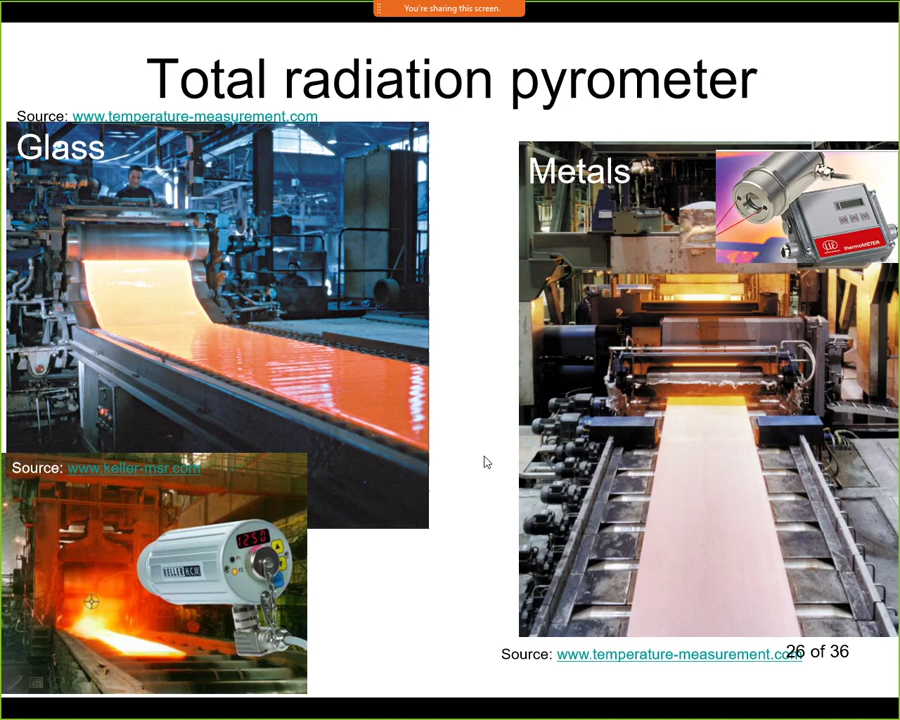 You're sharing this screen.
Total radiation pyrometer
Source: www.temperature-measurement.com
Glass
Metals
thermoMETER
Source: www.keller-msr.com
1250
KELLER HCW
Source: www.temperature-measurement.com
26 of 36